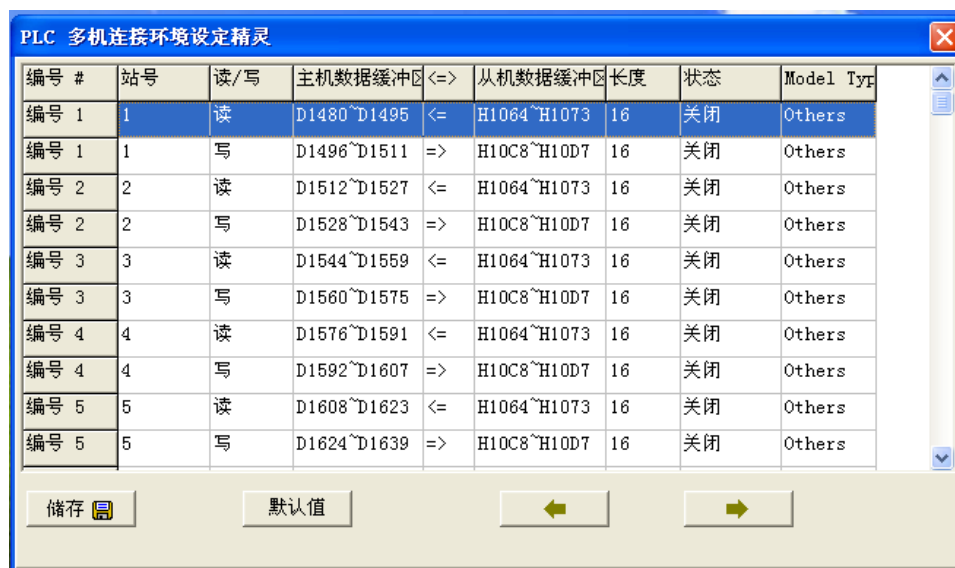 PLC 多机连接环境设定精灵
编号 # 站号 读/写 主机数据缓冲区 <=> 从机数据缓冲区 长度 状态 Model Typ
编号 1 1 读 D1480~D1495 <= H1064~H1073 16 关闭 Others
编号 1 1 写 D1496~D1511 => H10C8~H10D7 16 关闭 Others
编号 2 2 读 D1512~D1527 <= H1064~H1073 16 关闭 Others
编号 2 2 写 D1528~D1543 => H10C8~H10D7 16 关闭 Others
编号 3 3 读 D1544~D1559 <= H1064~H1073 16 关闭 Others
编号 3 3 写 D1560~D1575 => H10C8~H10D7 16 关闭 Others
编号 4 4 读 D1576~D1591 <= H1064~H1073 16 关闭 Others
编号 4 4 写 D1592~D1607 => H10C8~H10D7 16 关闭 Others
编号 5 5 读 D1608~D1623 <= H1064~H1073 16 关闭 Others
编号 5 5 写 D1624~D1639 => H10C8~H10D7 16 关闭 Others
储存 默认值